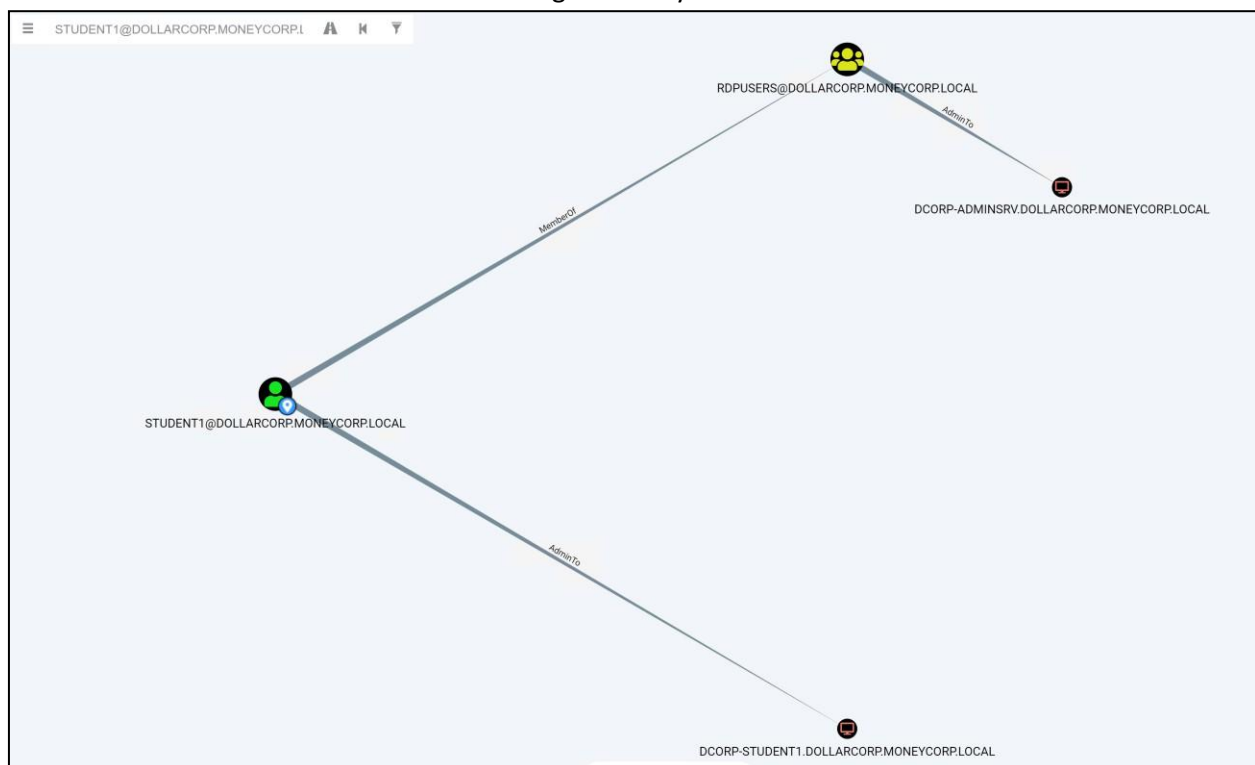 STUDENT1@DOLLARCORP.MONEYCORP.L
RDPUSERS@DOLLARCORP.MONEYCORP.LOCAL
AdminTo
DCORP-ADMINSRV.DOLLARCORP.MONEYCORP.LOCAL
MemberOf
STUDENT1@DOLLARCORP.MONEYCORP.LOCAL
AdminTo
DCORP-STUDENT1.DOLLARCORP.MONEYCORP.LOCAL